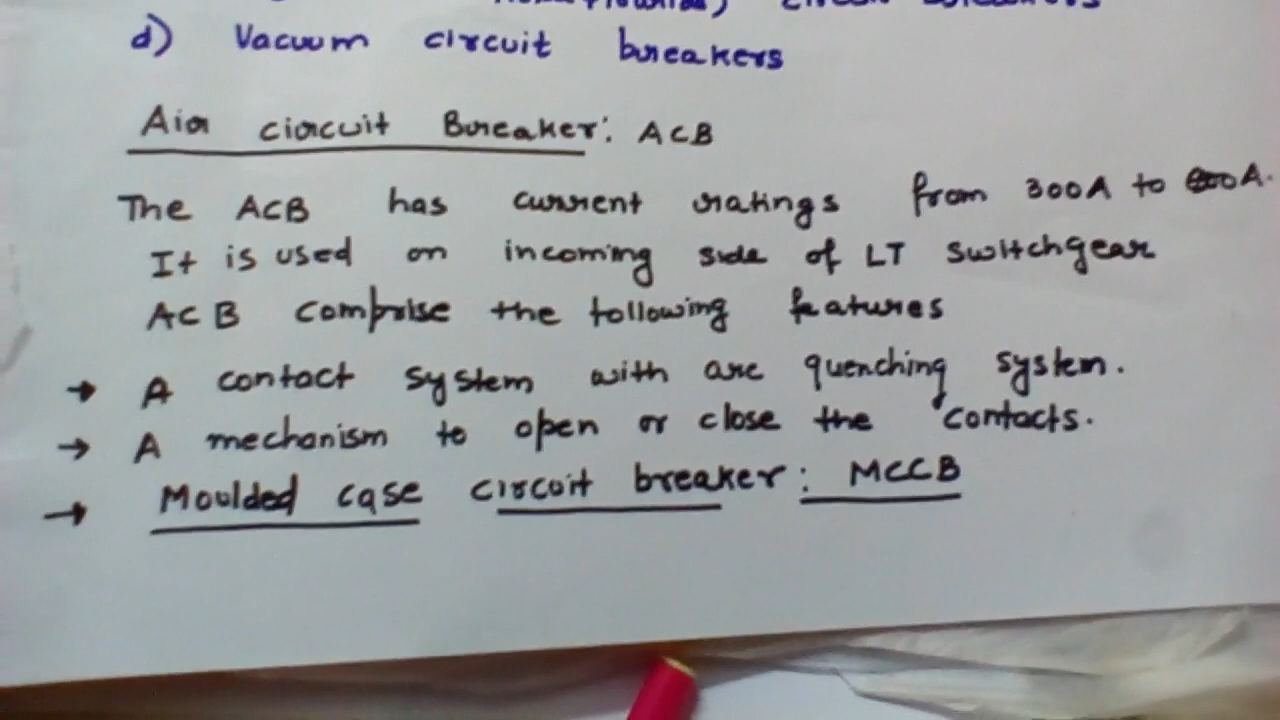 d) Vacuum circuit breakers
Air circuit Breaker: ACB
The ACB has current ratings from 300A to A.
It is used on incoming side of LT switchgear
ACB comprise the following features
→ A contact system with arc quenching system.
→ A mechanism to open or close the contacts.
→ Moulded case circuit breaker: MCCB